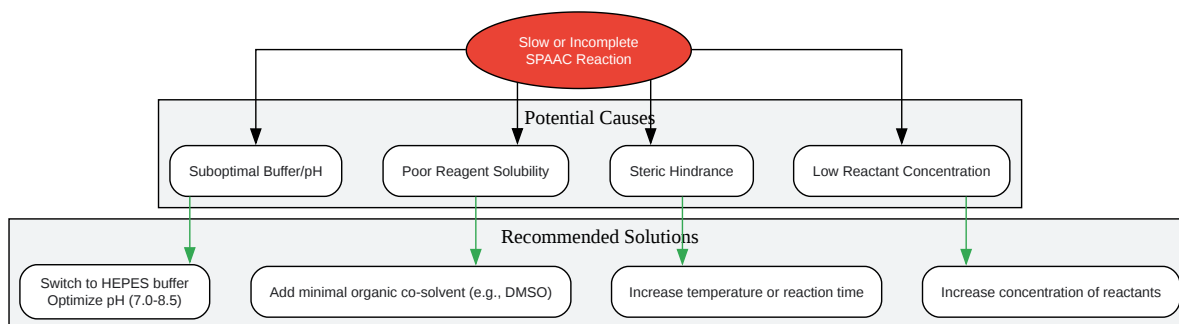 Slow or Incomplete
SPAAC Reaction
Potential Causes
Suboptimal Buffer/pH
Poor Reagent Solubility
Steric Hindrance
Low Reactant Concentration
Recommended Solutions
Switch to HEPES buffer
Optimize pH (7.0-8.5)
Add minimal organic co-solvent (e.g., DMSO)
Increase temperature or reaction time
Increase concentration of reactants